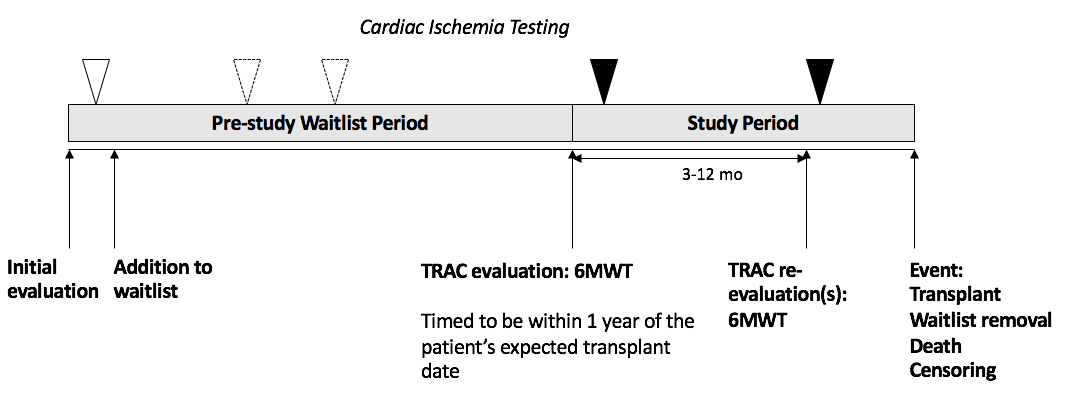 Cardiac Ischemia Testing
Pre-study Waitlist Period
Study Period
3-12 mo
Initial
evaluation
Addition to
waitlist
TRAC evaluation: 6MWT
Timed to be within 1 year of the
patient's expected transplant
date
TRAC re-
evaluation(s):
6MWT
Event:
Transplant
Waitlist removal
Death
Censoring